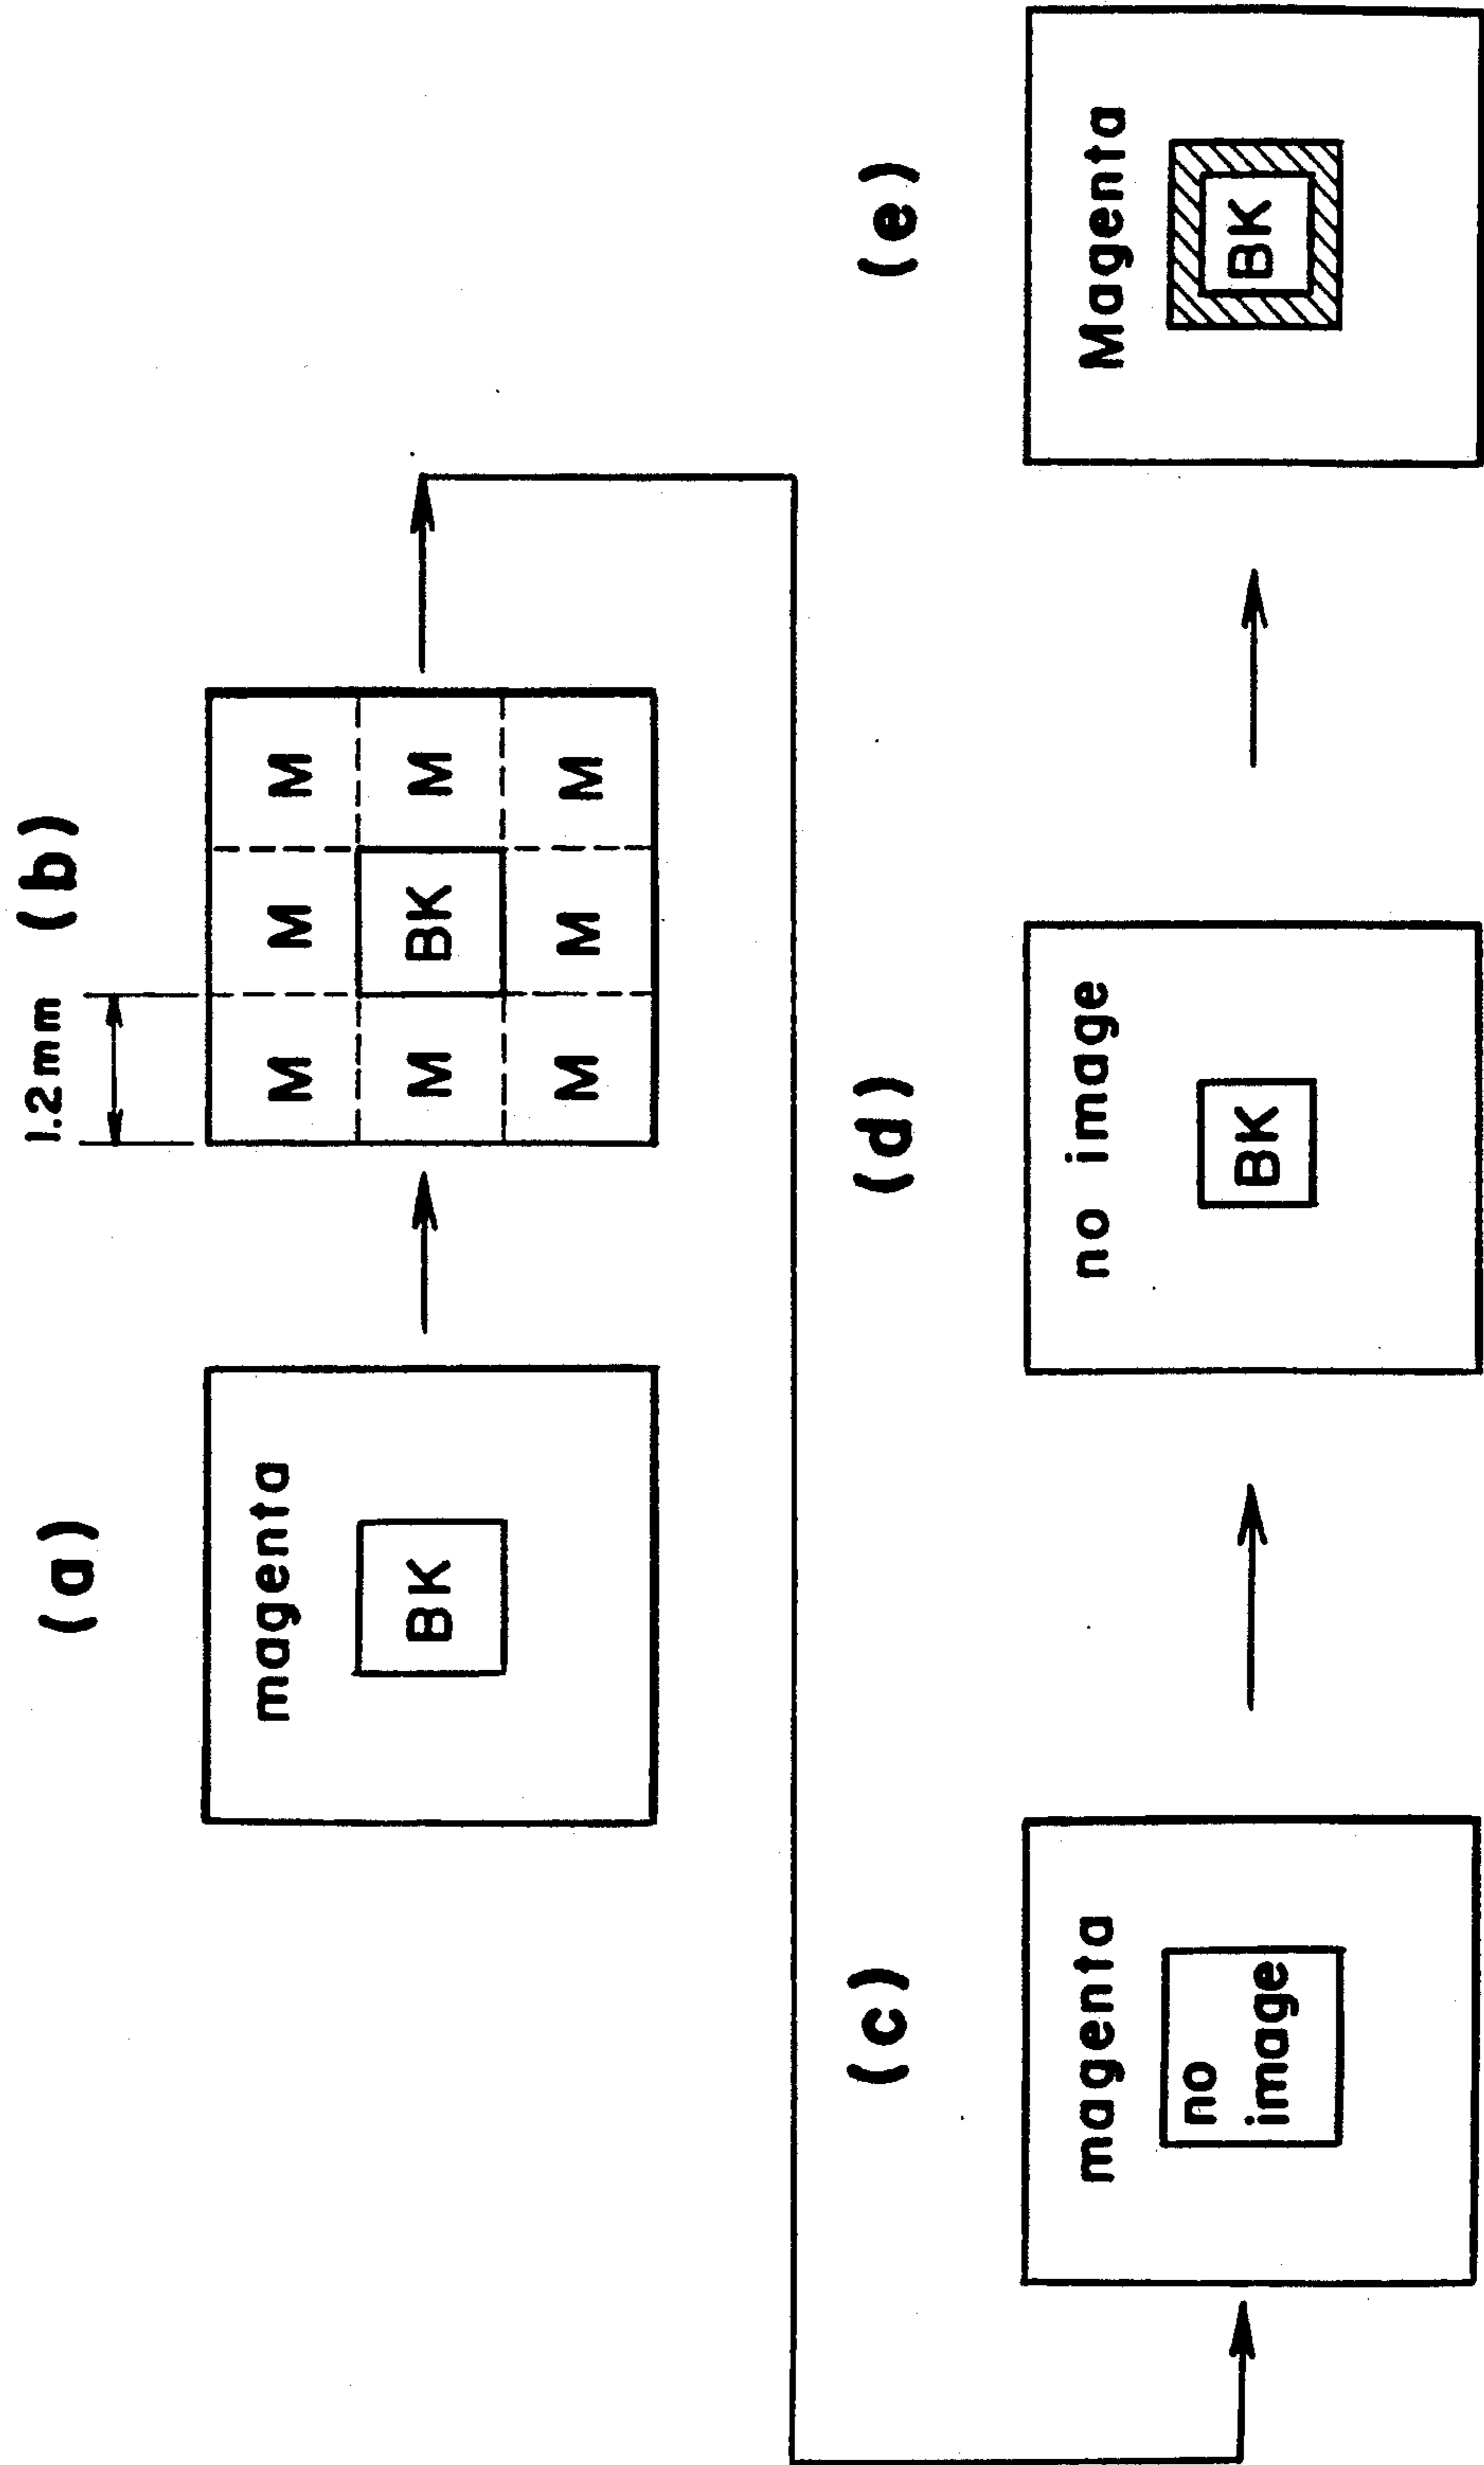 (a)
magenta
BK
(b)
1.2mm
M M M
M BK M
M M M
(c)
magenta
no
image
(d)
no image
BK
(e)
Magenta
BK